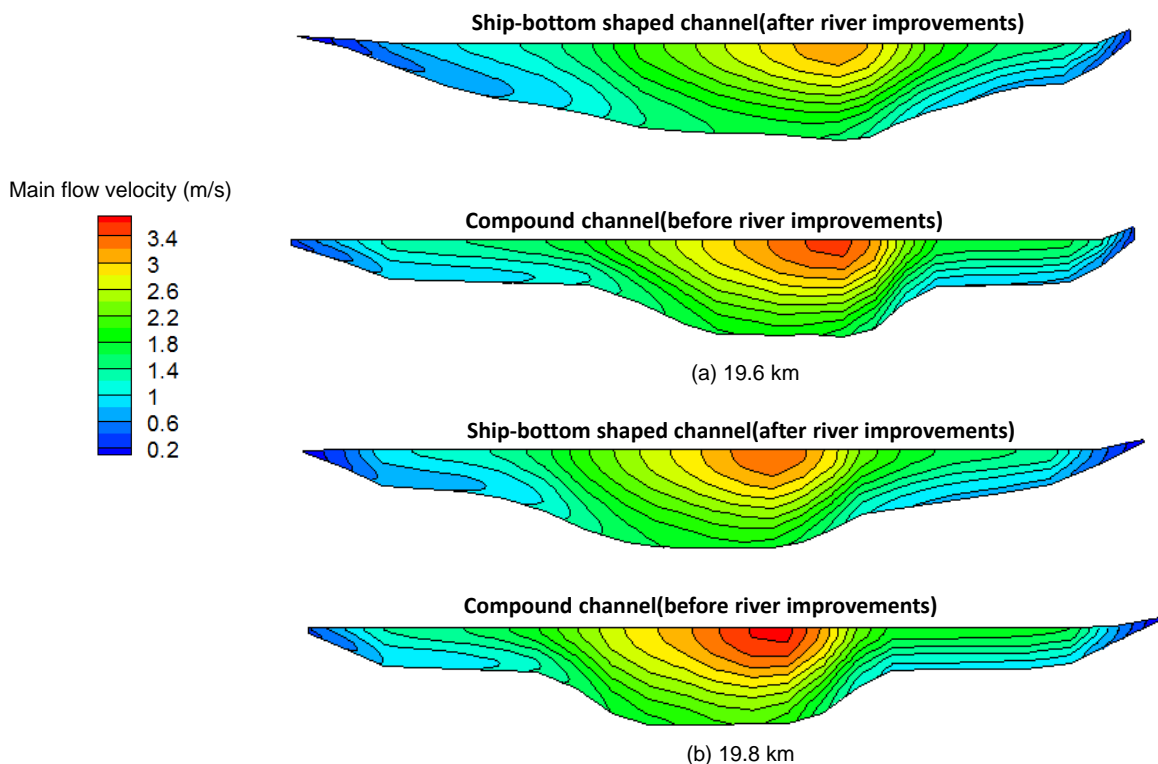 Ship-bottom shaped channel(after river improvements)
Main flow velocity (m/s)
3.4
3
2.6
2.2
1.8
1.4
1
0.6
0.2
Compound channel(before river improvements)
(a) 19.6 km
Ship-bottom shaped channel(after river improvements)
Compound channel(before river improvements)
(b) 19.8 km